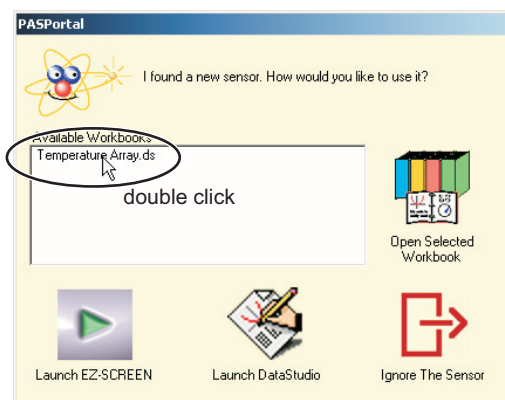 PASPortal
I found a new sensor. How would you like to use it?
Available Workbooks
Temperature Array.ds
double click
Open Selected
Workbook
Launch EZ-SCREEN
Launch DataStudio
Ignore The Sensor